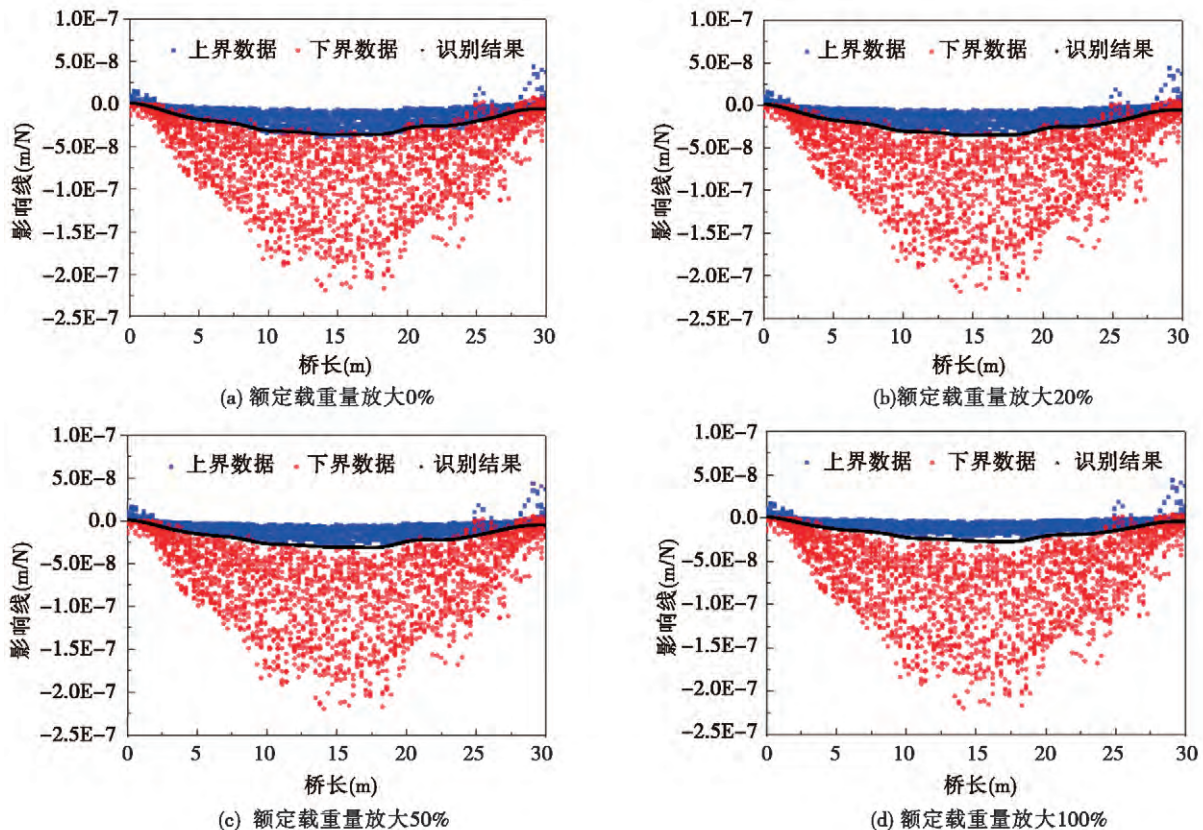 1.0E-7
5.0E-8
0.0
-5.0E-8
-1.0E-7
-1.5E-7
-2.0E-7
-2.5E-7
影响线(m/N)
上界数据 下界数据 识别结果
0 5 10 15 20 25 30
桥长(m)
(a) 额定载重量放大0%
1.0E-7
5.0E-8
0.0
-5.0E-8
-1.0E-7
-1.5E-7
-2.0E-7
-2.5E-7
影响线(m/N)
上界数据 下界数据 识别结果
0 5 10 15 20 25 30
桥长(m)
(b)额定载重量放大20%
1.0E-7
5.0E-8
0.0
-5.0E-8
-1.0E-7
-1.5E-7
-2.0E-7
-2.5E-7
影响线(m/N)
上界数据 下界数据 识别结果
0 5 10 15 20 25 30
桥长(m)
(c) 额定载重量放大50%
1.0E-7
5.0E-8
0.0
-5.0E-8
-1.0E-7
-1.5E-7
-2.0E-7
-2.5E-7
影响线(m/N)
上界数据 下界数据 识别结果
0 5 10 15 20 25 30
桥长(m)
(d) 额定载重量放大100%